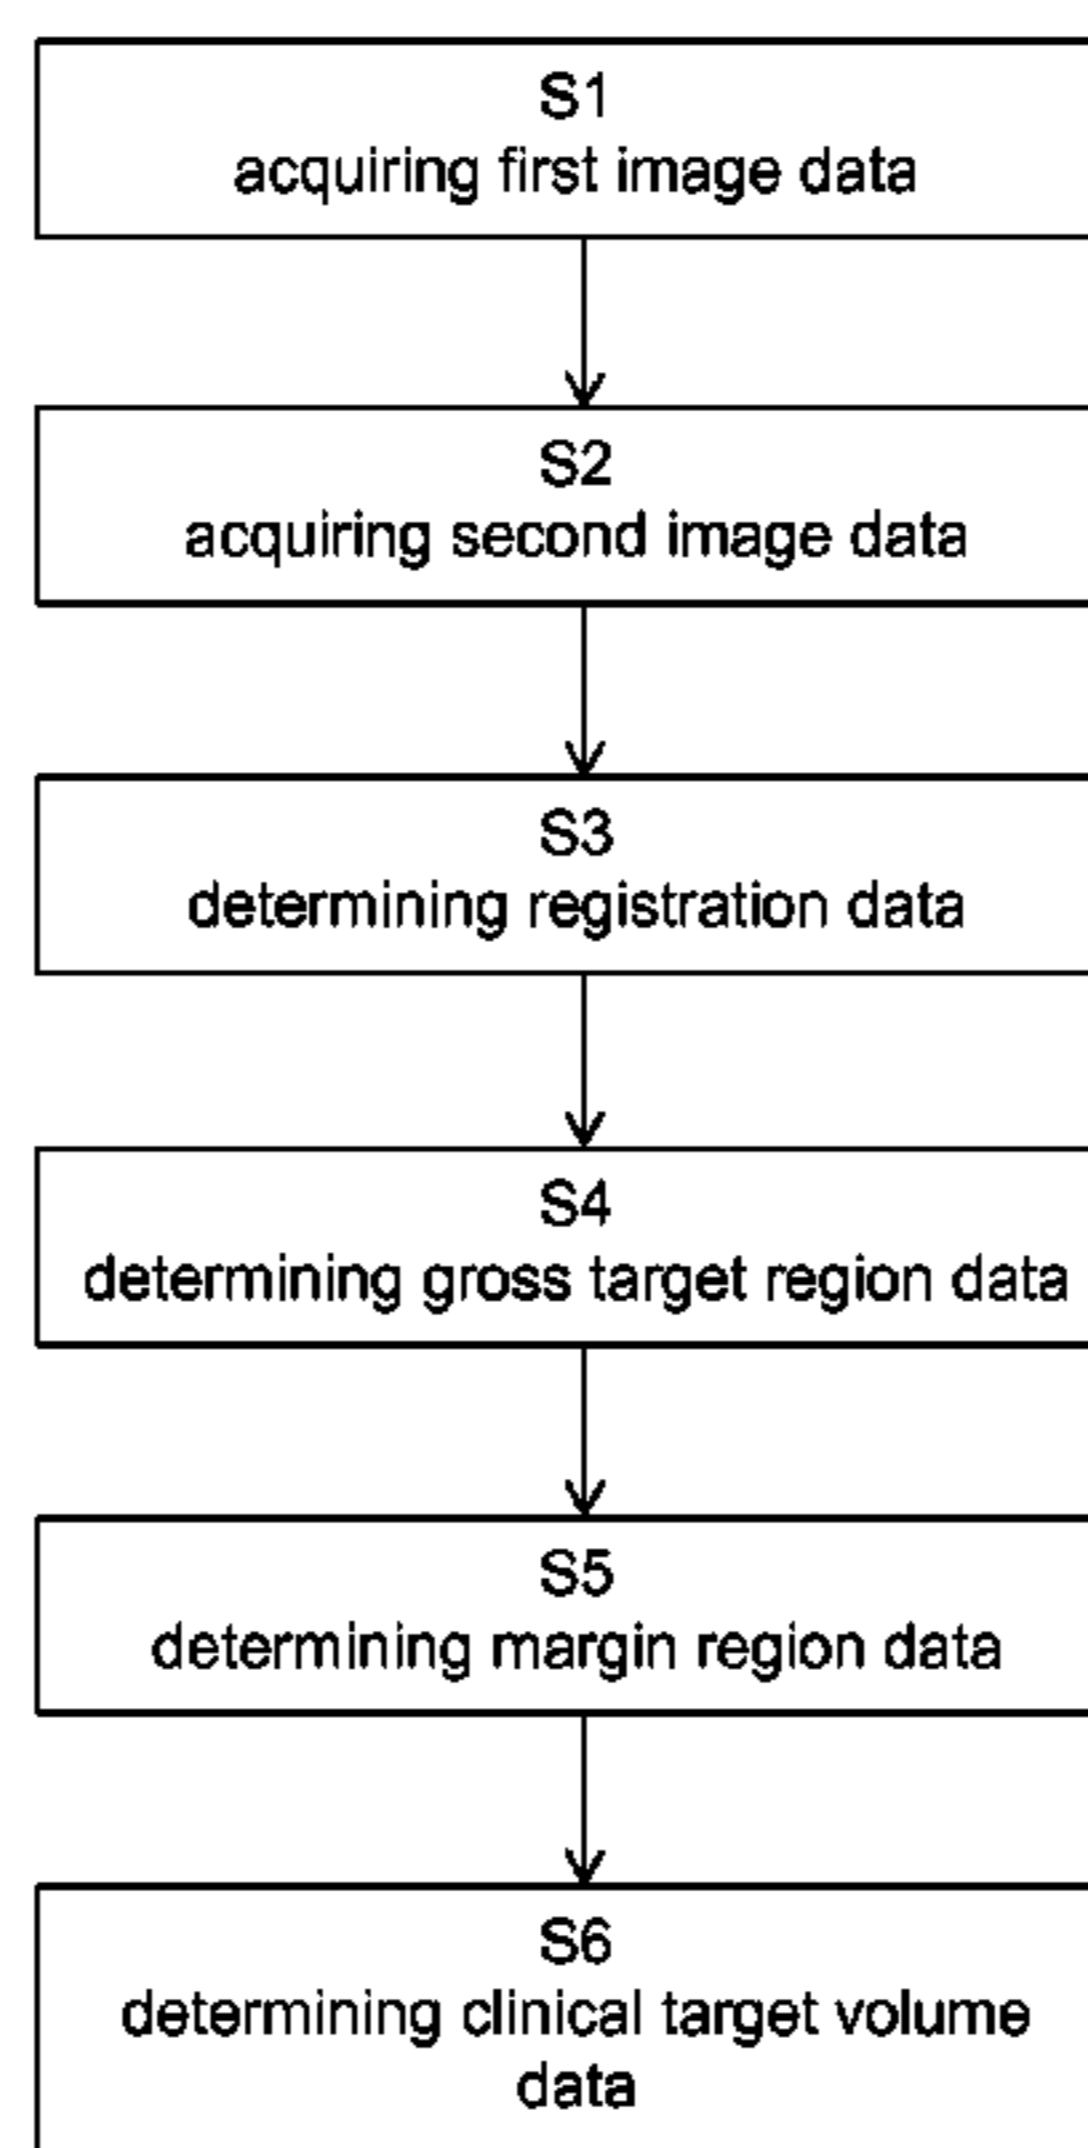 S1
acquiring first image data
S2
acquiring second image data
S3
determining registration data
S4
determining gross target region data
S5
determining margin region data
S6
determining clinical target volume
data